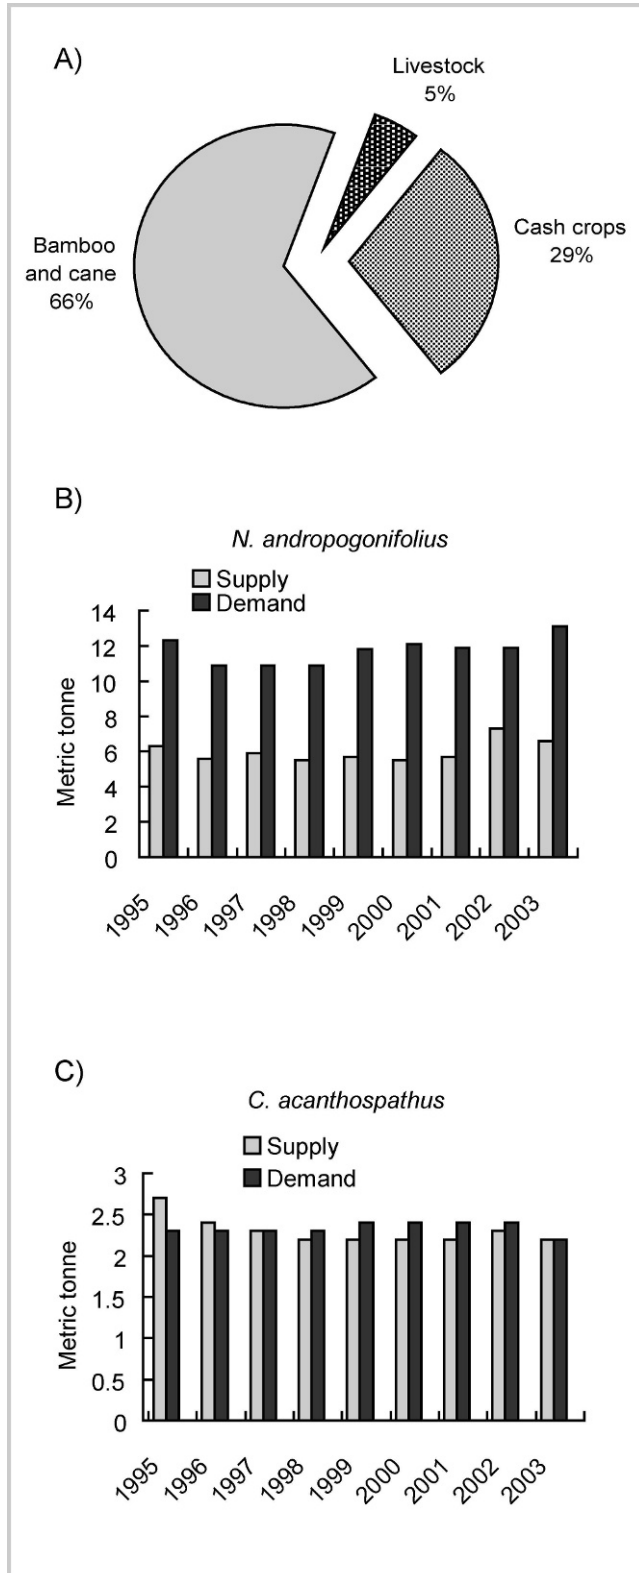 A)
Livestock
5%
Bamboo
and cane
66%
Cash crops
29%
B)
N. andropogonifolius
Supply
Demand
Metric tonne
14
12
10
8
6
4
2
0
1995
1996
1997
1998
1999
2000
2001
2002
2003
C)
C. acanthospathus
Supply
Demand
Metric tonne
3
2.5
2
1.5
1
0.5
0
1995
1996
1997
1998
1999
2000
2001
2002
2003